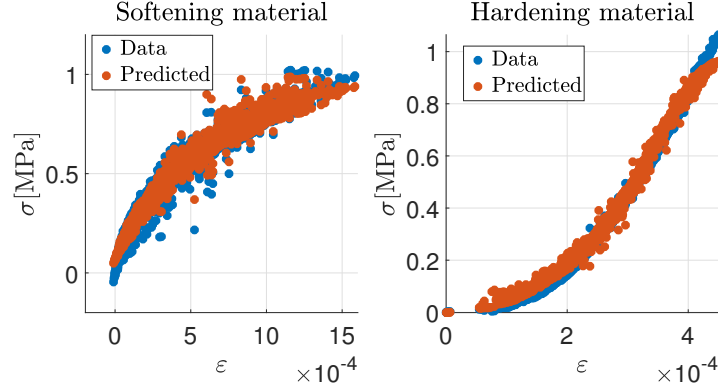 Softening material
Data
Predicted
σ[MPa]
1
0.5
0
0
5
10
15
ε
×10⁻⁴
Hardening material
Data
Predicted
σ[MPa]
1
0.8
0.6
0.4
0.2
0
0
2
4
ε
×10⁻⁴